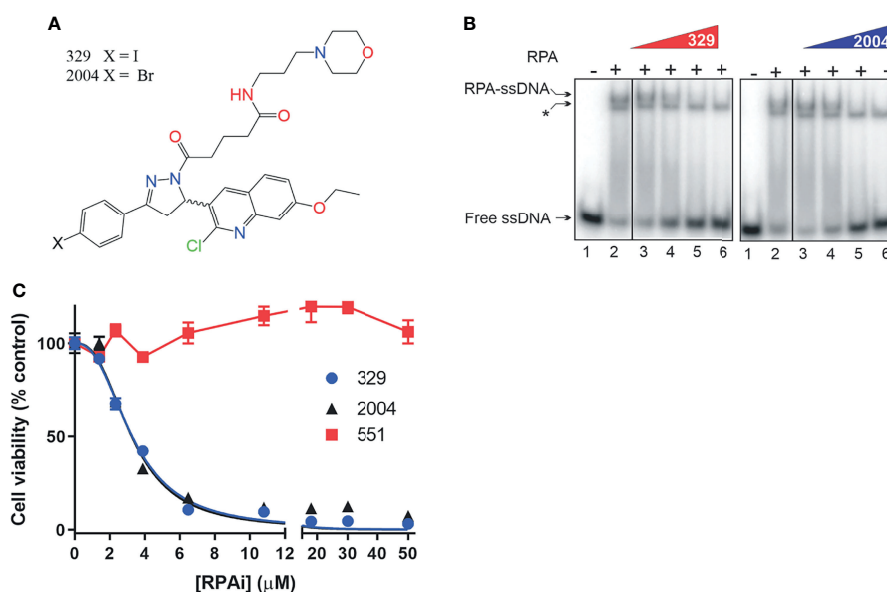 A
329 X = I
2004 X = Br
N
O
HN
O
O
N
N
X
Cl
N
O
B
329
2004
RPA
- + + + + +
- + + + + +
RPA-ssDNA
*
Free ssDNA
1 2 3 4 5 6
1 2 3 4 5 6
C
Cell viability (% control)
100
50
0
329
2004
551
0 2 4 6 8 10 12 20 30 40 50
[RPAi] (μM)